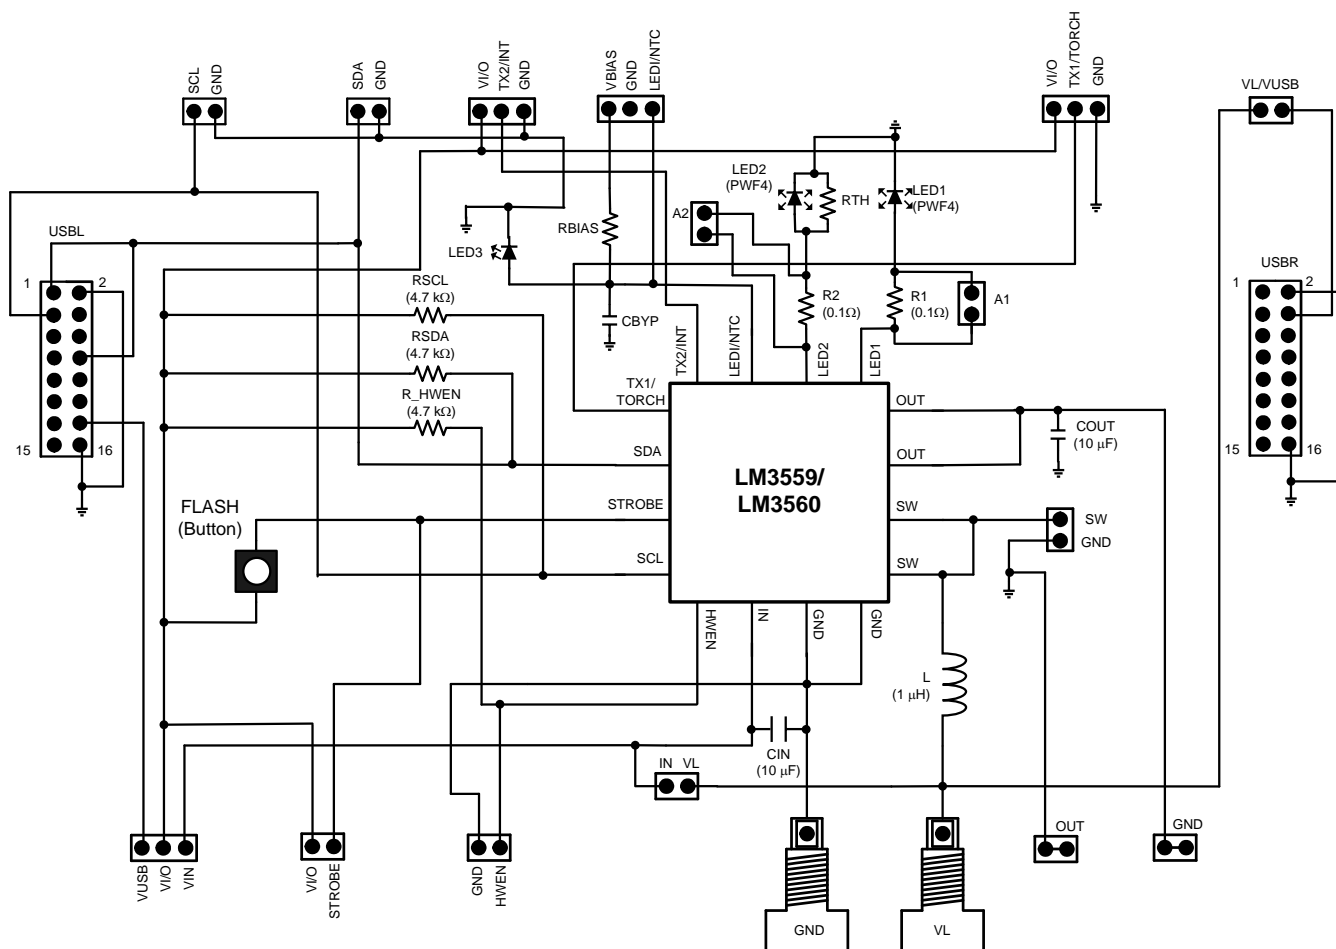 SCL
GND
SDA
GND
VI/O
TX2/INT
GND
VBIAS
GND
LEDI/NTC
VI/O
TX1/TORCH
GND
VL/VUSB
LED2
(PWF4)
RTH
LED1
(PWF4)
A2
RBIAS
LED3
USBL
1
2
15
16
RSCL
(4.7 kΩ)
RSDA
(4.7 kΩ)
R_HWEN
(4.7 kΩ)
CBYP
R2
(0.1Ω)
R1
(0.1Ω)
A1
USBR
1
2
15
16
TX2/INT
LEDI/NTC
LED2
LED1
TX1/
TORCH
SDA
STROBE
SCL
LM3559/
LM3560
OUT
OUT
SW
SW
HWEN
IN
GND
GND
COUT
(10 µF)
SW
GND
FLASH
(Button)
L
(1 µH)
CIN
(10 µF)
IN VL
OUT
GND
VUSB
VI/O
VIN
VI/O
STROBE
GND
HWEN
GND
VL